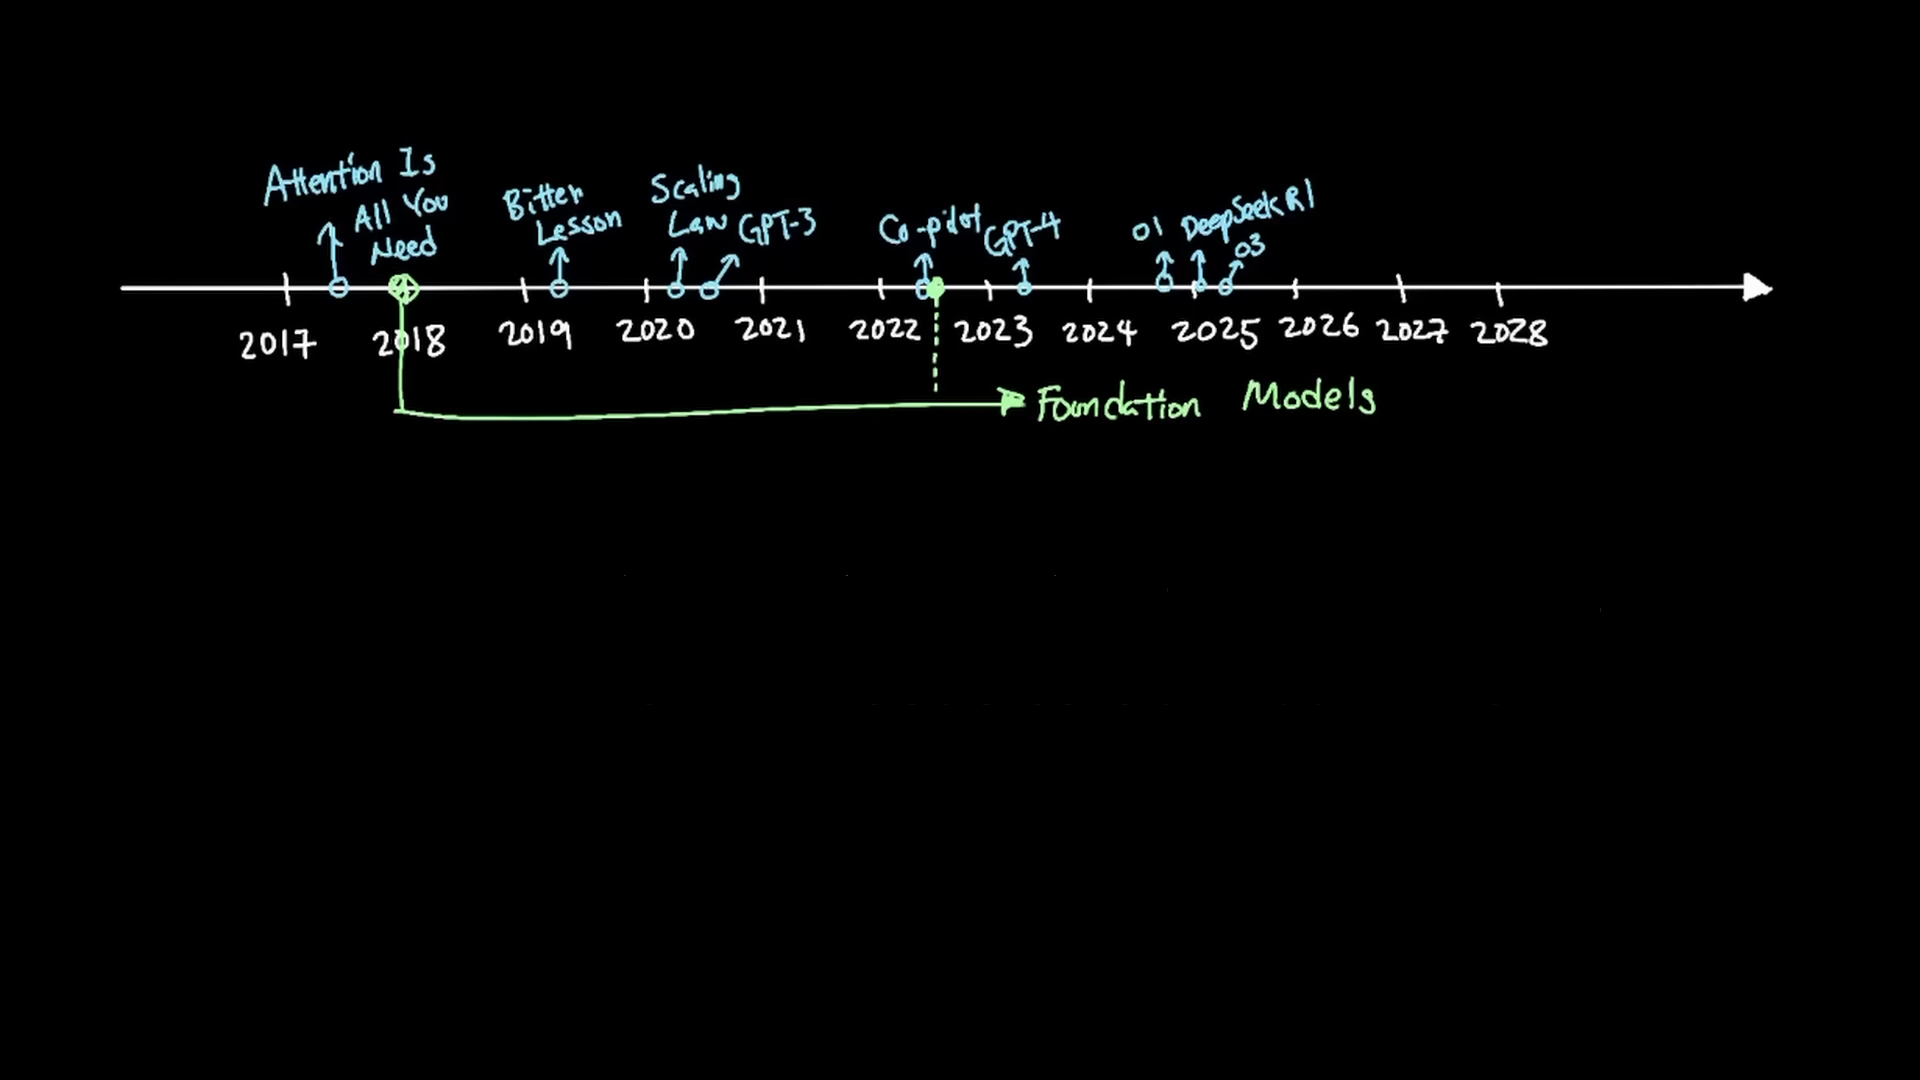 Attention Is
All You
Need
Bitter
Lesson
Scaling
Law
GPT-3
Co-pilot
GPT-4
O1
DeepSeek R1
O3
2017 2018 2019 2020 2021 2022 2023 2024 2025 2026 2027 2028
Foundation Models